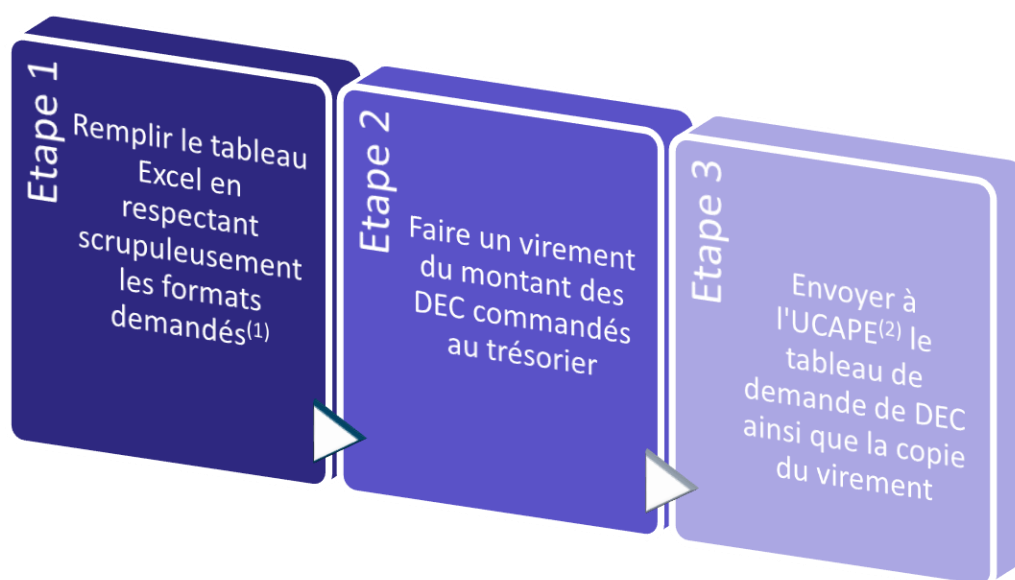 Etape 1
Remplir le tableau
Excel en
respectant
scrupuleusement
les formats
demandés(1)
Etape 2
Faire un virement
du montant des
DEC commandés
au trésorier
Etape 3
Envoyer à
l'UCAPE(2) le
tableau de
demande de DEC
ainsi que la copie
du virement